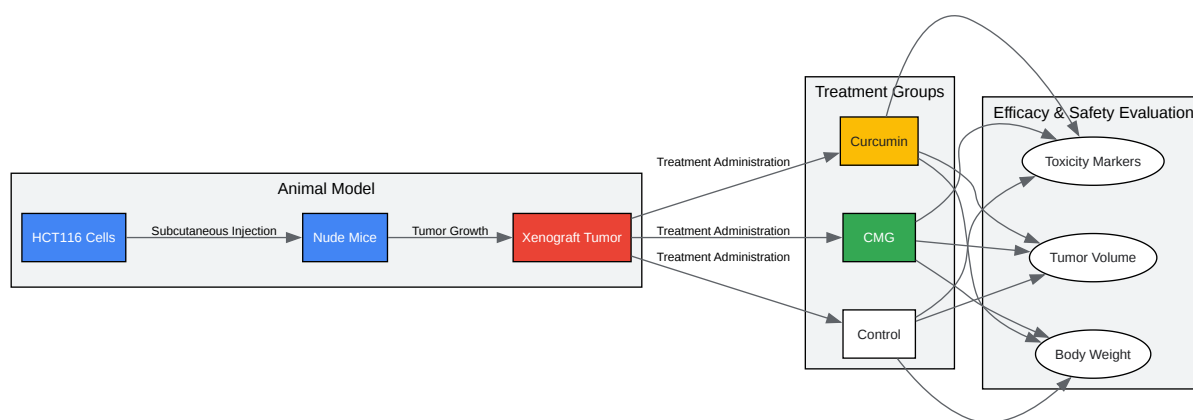 Animal Model
HCT116 Cells
Subcutaneous Injection
Nude Mice
Tumor Growth
Xenograft Tumor
Treatment Administration
Treatment Administration
Treatment Administration
Treatment Groups
Curcumin
CMG
Control
Efficacy & Safety Evaluation
Toxicity Markers
Tumor Volume
Body Weight